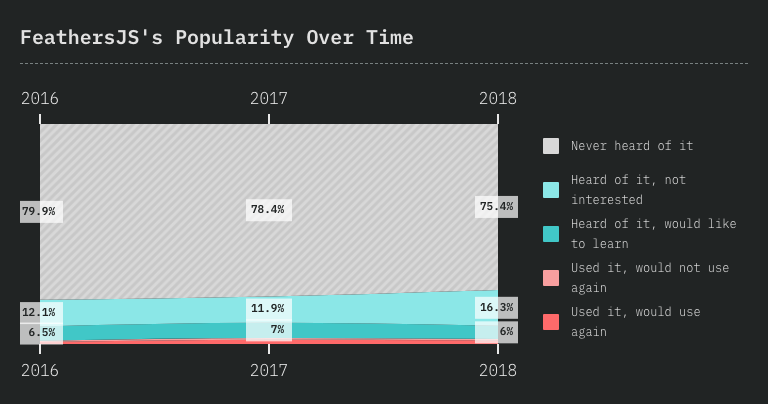 FeathersJS's Popularity Over Time
2016 2017 2018
Never heard of it
Heard of it, not
interested
Heard of it, would like
to learn
Used it, would not use
again
Used it, would use
again
79.9% 78.4% 75.4%
12.1% 11.9% 16.3%
6.5% 7% 6%
2016 2017 2018